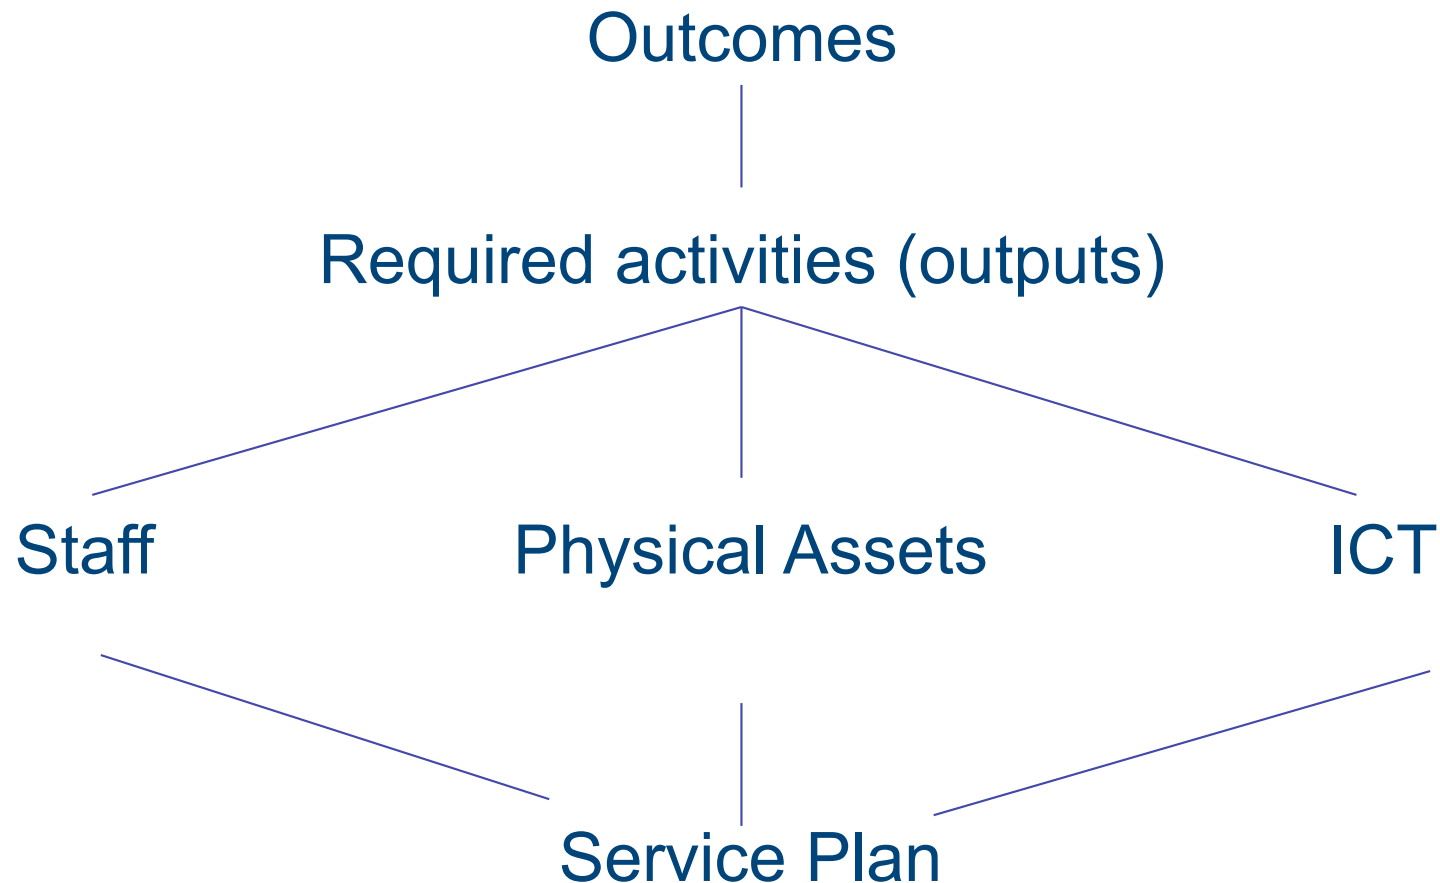 Outcomes
Required activities (outputs)
Staff
Physical Assets
ICT
Service Plan